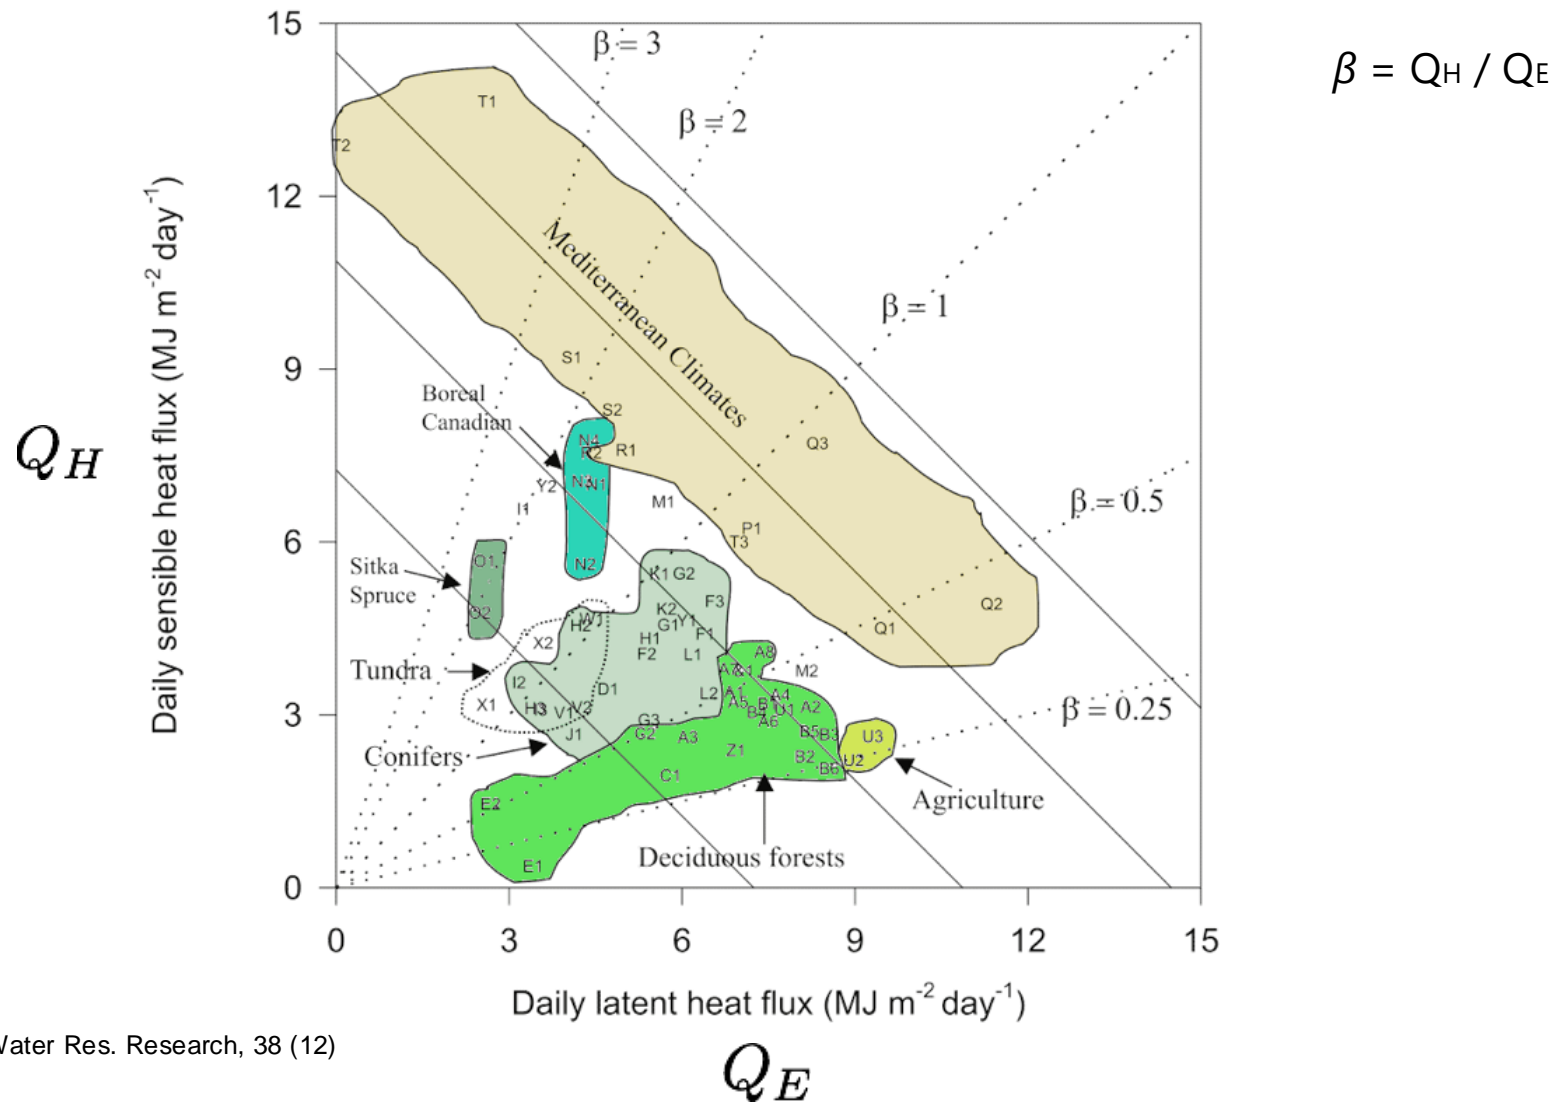 15
12
9
6
3
0
0
3
6
9
12
15
Daily sensible heat flux (MJ m-2 day-1)
Daily latent heat flux (MJ m-2 day-1)
QH
QE
β = QH / QE
β = 3
β = 2
β = 1
β = 0.5
β = 0.25
Mediterranean Climates
Boreal
Canadian
Sitka
Spruce
Tundra
Conifers
Deciduous forests
Agriculture
T1
T2
S1
S2
N4
R2
R1
N3
N1
Y2
I1
M1
Q3
P1
T3
O1
N2
K1
G2
F3
Q2
O2
W1
H2
K2
G1
Y1
F1
Q1
X2
H1
F2
L1
A8
A7
M2
I2
D1
L2
A1
A5
A4
X1
V1
V2
B4
U1
A2
G3
A6
J1
G2
A3
B5
B3
U3
Z1
B2
B6
U2
C1
E2
E1
Water Res. Research, 38 (12)